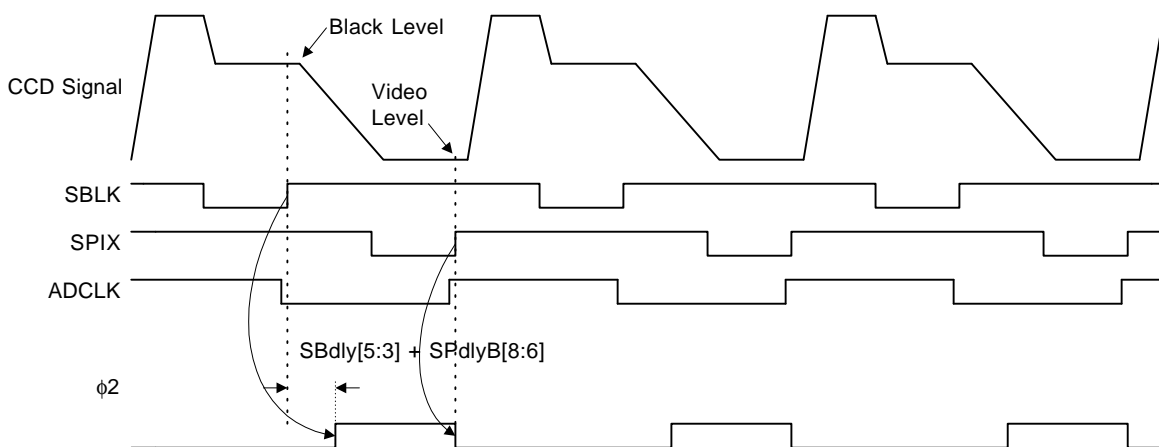 Black Level
CCD Signal
Video
Level
SBLK
SPIX
ADCLK
SBdly[5:3] + SPdlyB[8:6]
ϕ2